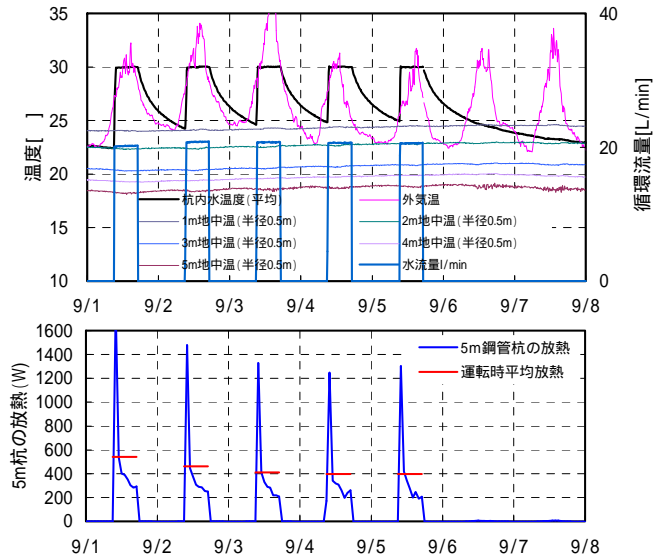 35
30
25
20
15
10
40
20
0
温度[ ]
循環流量[L/min]
杭内水温度(平均)
外気温
1m地中温(半径0.5m)
2m地中温(半径0.5m)
3m地中温(半径0.5m)
4m地中温(半径0.5m)
5m地中温(半径0.5m)
水流量l/min
9/1 9/2 9/3 9/4 9/5 9/6 9/7 9/8
1600
1400
1200
1000
800
600
400
200
0
5m杭の放熱(W)
5m鋼管杭の放熱
運転時平均放熱
9/1 9/2 9/3 9/4 9/5 9/6 9/7 9/8